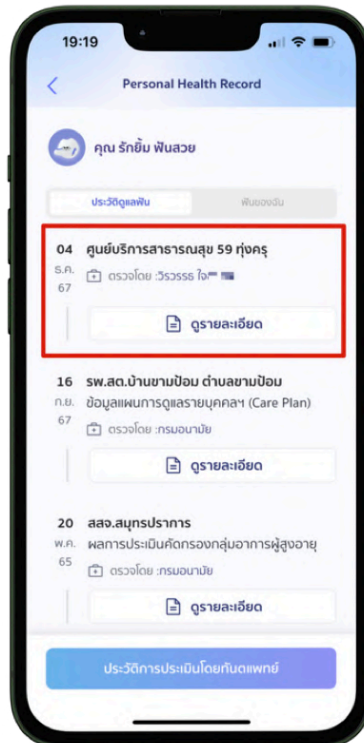 19:19
Personal Health Record
คุณ รักยิ้ม ฟันสวย
ประวัติดูแลฟัน
ฟันของฉัน
04 ศูนย์บริการสาธารณสุข 59 ทุ่งครุ
ธ.ค. ตรวจโดย :วิรวรรธ ใจ
67
ดูรายละเอียด
16 รพ.สต.บ้านขามป้อม ตำบลขามป้อม
ก.ย. ข้อมูลแผนการดูแลรายบุคคลฯ (Care Plan)
67
ตรวจโดย :กรมอนามัย
ดูรายละเอียด
20 สสจ.สมุทรปราการ
พ.ค. ผลการประเมินคัดกรองกลุ่มอาการผู้สูงอายุ
65
ตรวจโดย :กรมอนามัย
ดูรายละเอียด
ประวัติการประเมินโดยทันตแพทย์